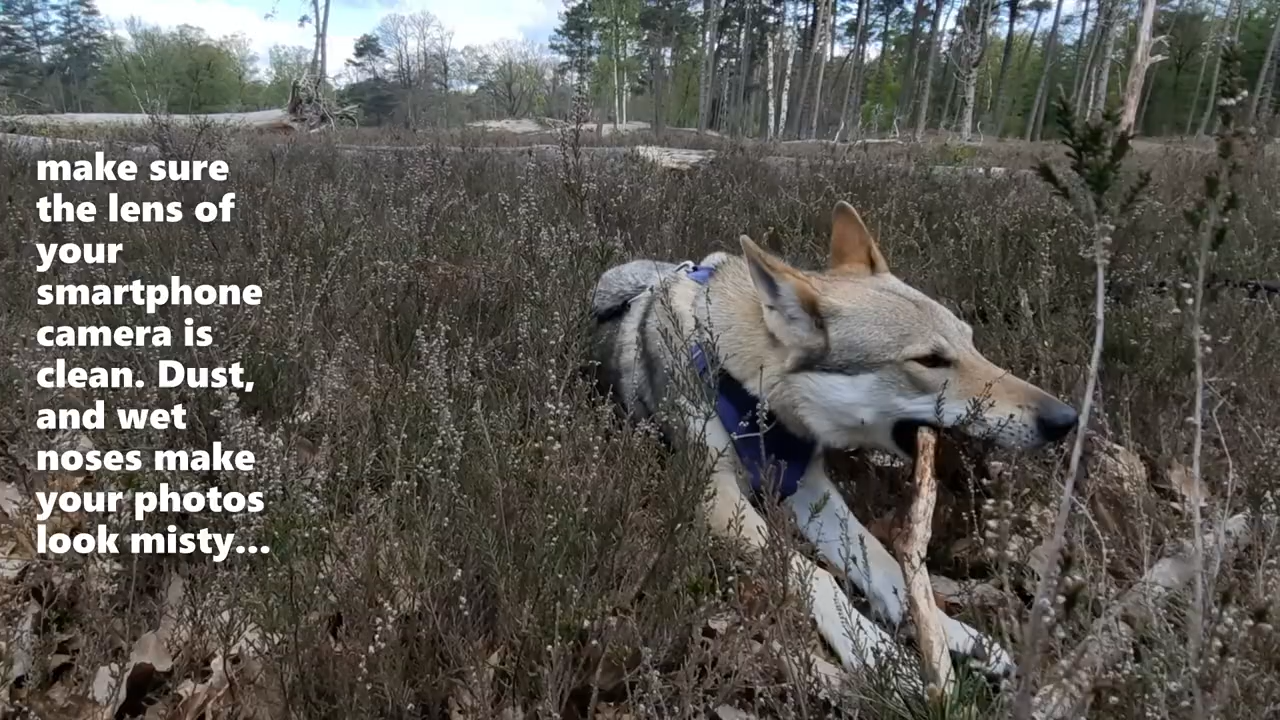 make sure
the lens of
your
smartphone
camera is
clean. Dust,
and wet
noses make
your photos
look misty...